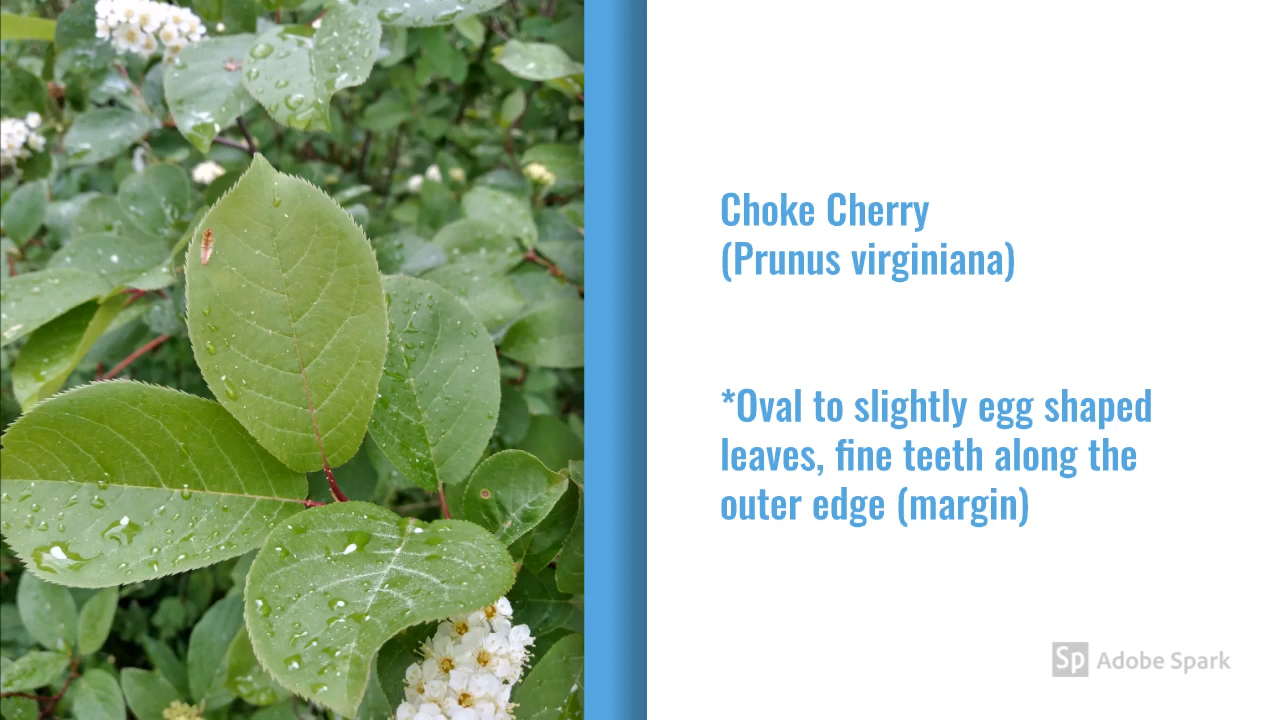 Choke Cherry
(Prunus virginiana)
*Oval to slightly egg shaped
leaves, fine teeth along the
outer edge (margin)
Sp Adobe Spark